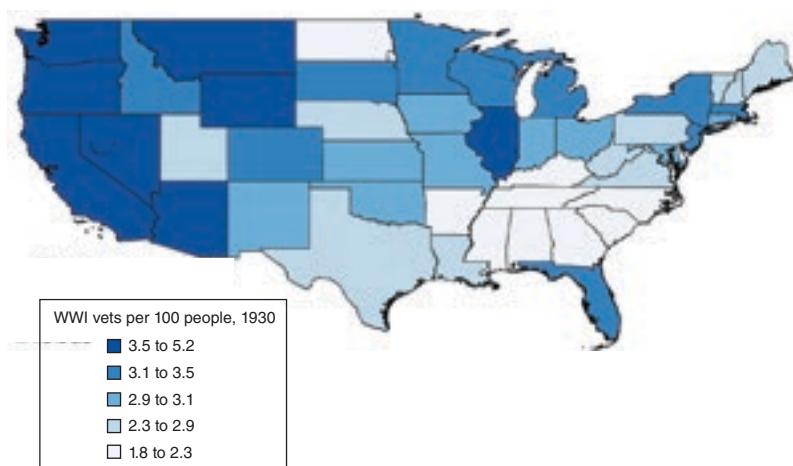 WWI vets per 100 people, 1930
3.5 to 5.2
3.1 to 3.5
2.9 to 3.1
2.3 to 2.9
1.8 to 2.3